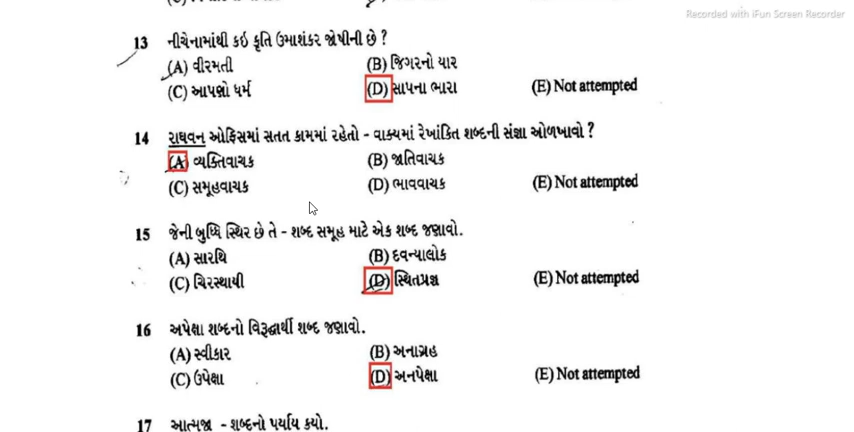 Recorded with iFun Screen Recorder
13 નીચેનામાંથી કઇ કૃતિ ઉમાશંકર જોષીની છે ?
(A) વીરમતી (B) જિગરનો યાર
(C) આપણો ધર્મ (D) સાપના ભારા (E) Not attempted
14 રાઘવન ઓફિસમાં સતત કામમાં રહેતો - વાક્યમાં રેખાંકિત શબ્દની સંજ્ઞા ઓળખાવો ?
(A) વ્યક્તિવાચક (B) જાતિવાચક
(C) સમૂહવાચક (D) ભાવવાચક (E) Not attempted
15 જેની બુધ્ધિ સ્થિર છે તે - શબ્દ સમૂહ માટે એક શબ્દ જણાવો.
(A) સારથિ (B) દવન્યાલોક
(C) ચિરસ્થાયી (D) સ્થિતપ્રજ્ઞ (E) Not attempted
16 અપેક્ષા શબ્દનો વિરૂદ્ધાર્થી શબ્દ જણાવો.
(A) સ્વીકાર (B) અનાગ્રહ
(C) ઉપેક્ષા (D) અનપેક્ષા (E) Not attempted
17 આત્મજા - શબ્દનો પર્યાય કયો.